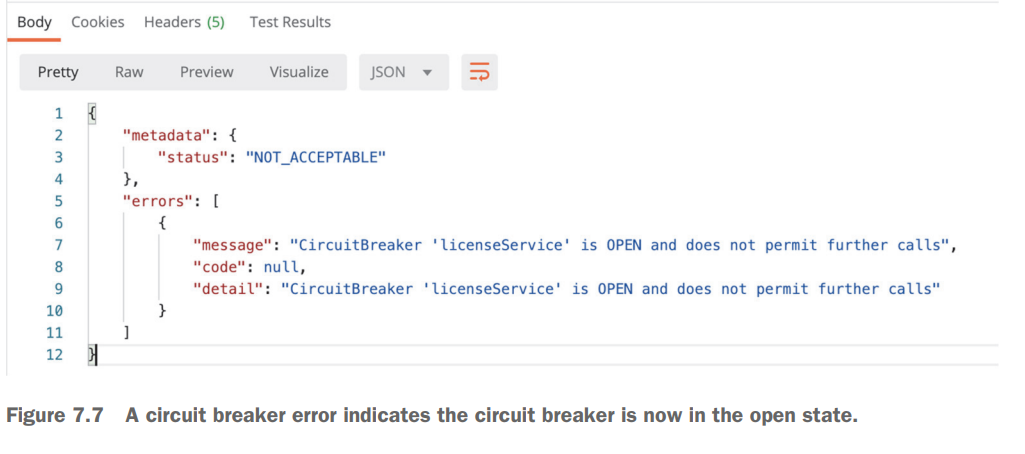 Body Cookies Headers (5) Test Results
Pretty Raw Preview Visualize JSON
1 {
2 "metadata": {
3 "status": "NOT_ACCEPTABLE"
4 },
5 "errors": [
6 {
7 "message": "CircuitBreaker 'licenseService' is OPEN and does not permit further calls",
8 "code": null,
9 "detail": "CircuitBreaker 'licenseService' is OPEN and does not permit further calls"
10 }
11 ]
12 }
Figure 7.7 A circuit breaker error indicates the circuit breaker is now in the open state.